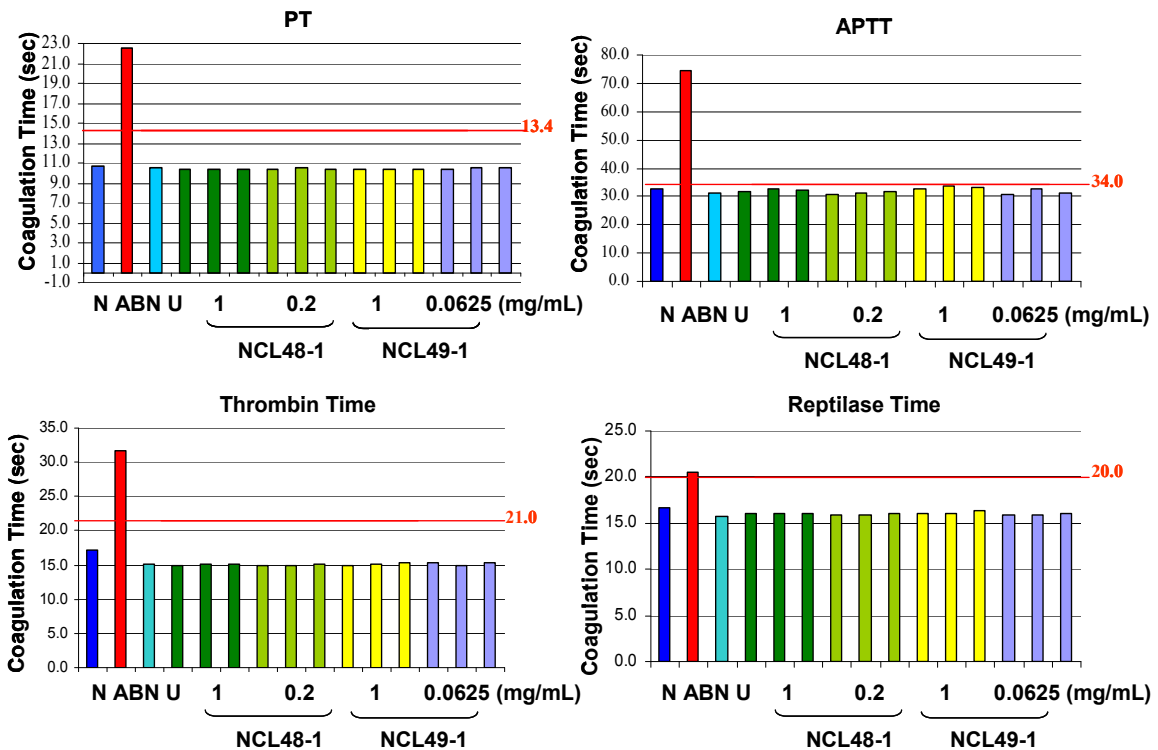 PT
Coagulation Time (sec)
23.0
21.0
19.0
17.0
15.0
13.0
11.0
9.0
7.0
5.0
3.0
1.0
-1.0
13.4
N ABN U 1 0.2 1 0.0625 (mg/mL)
NCL48-1 NCL49-1
APTT
Coagulation Time (sec)
80.0
70.0
60.0
50.0
40.0
30.0
20.0
10.0
0.0
34.0
N ABN U 1 0.2 1 0.0625 (mg/mL)
NCL48-1 NCL49-1
Thrombin Time
Coagulation Time (sec)
35.0
30.0
25.0
20.0
15.0
10.0
5.0
0.0
21.0
N ABN U 1 0.2 1 0.0625 (mg/mL)
NCL48-1 NCL49-1
Reptilase Time
Coagulation Time (sec)
25.0
20.0
15.0
10.0
5.0
0.0
20.0
N ABN U 1 0.2 1 0.0625 (mg/mL)
NCL48-1 NCL49-1